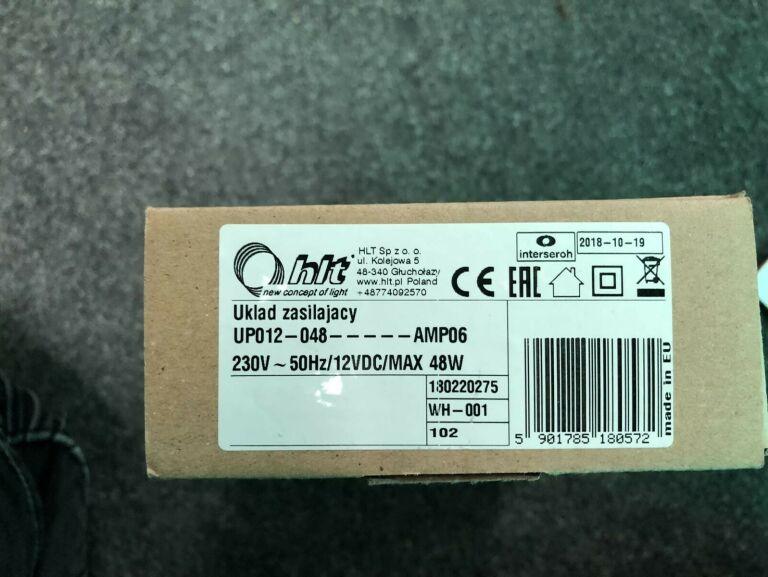 hlt
new concept of light
HLT Sp z o. o.
ul. Kolejowa 5
48-340 Głuchołazy
www.hlt.pl Poland
+48774092570
CE EAC
interseroh
2018-10-19
Układ zasilajacy
UP012-048------AMP06
230V ~ 50Hz/12VDC/MAX 48W
180220275
WH-001
102
5 901785 180572
made in EU